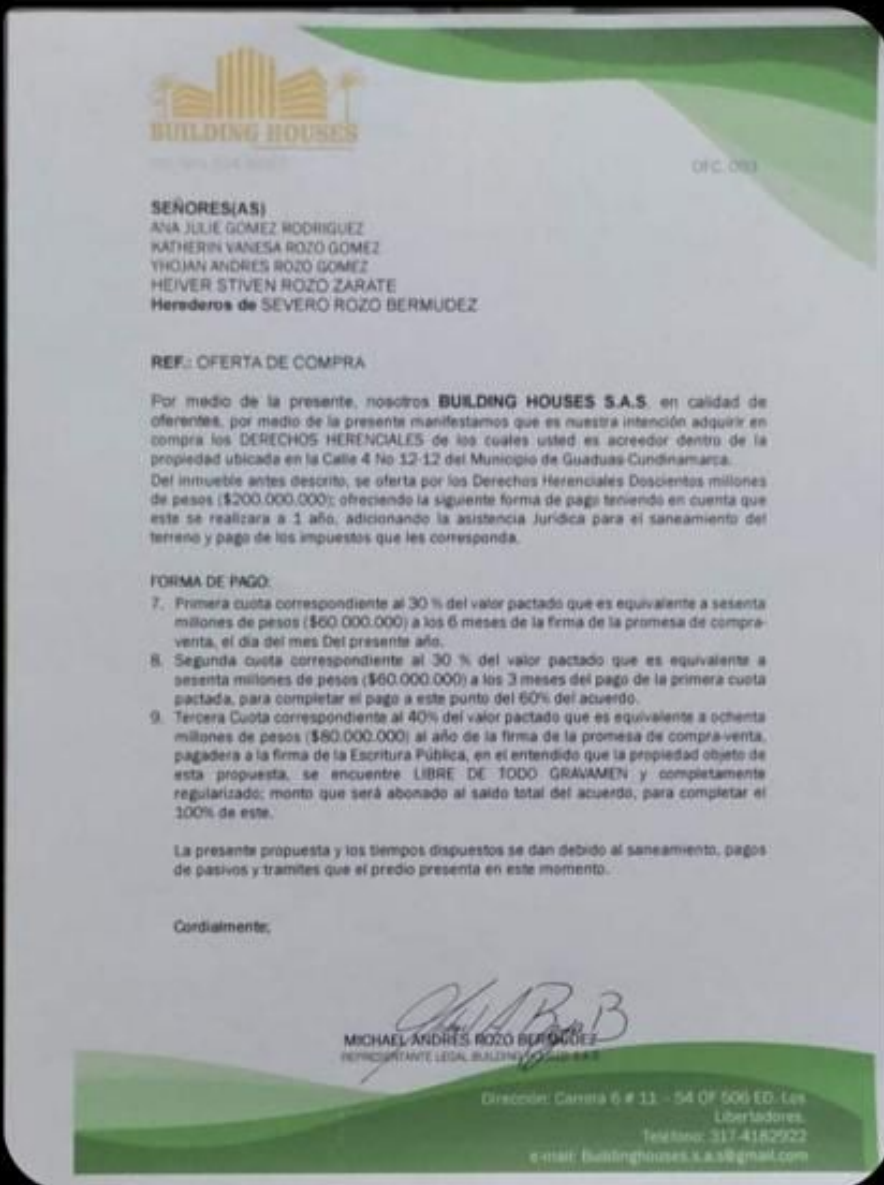 BUILDING HOUSES
OFC. 003
SEÑORES(AS)
ANA JULIE GOMEZ RODRIGUEZ
KATHERIN VANESA ROZO GOMEZ
YHOJAN ANDRES ROZO GOMEZ
HEIVER STIVEN ROZO ZARATE
Herederos de SEVERO ROZO BERMUDEZ
REF.: OFERTA DE COMPRA
Por medio de la presente, nosotros BUILDING HOUSES S.A.S. en calidad de
oferentes, por medio de la presente manifestamos que es nuestra intención adquirir en
compra los DERECHOS HERENCIALES de los cuales usted es acreedor dentro de la
propiedad ubicada en la Calle 4 No 12-12 del Municipio de Guaduas-Cundinamarca.
Del inmueble antes descrito, se oferta por los Derechos Herenciales Doscientos millones
de pesos ($200.000.000); ofreciendo la siguiente forma de pago teniendo en cuenta que
este se realizara a 1 año, adicionando la asistencia Jurídica para el saneamiento del
terreno y pago de los impuestos que les corresponda.
FORMA DE PAGO:
7. Primera cuota correspondiente al 30 % del valor pactado que es equivalente a sesenta
millones de pesos ($60.000.000) a los 6 meses de la firma de la promesa de compra-
venta, el día del mes Del presente año.
8. Segunda cuota correspondiente al 30 % del valor pactado que es equivalente a
sesenta millones de pesos ($60.000.000) a los 3 meses del pago de la primera cuota
pactada, para completar el pago a este punto del 60% del acuerdo.
9. Tercera Cuota correspondiente al 40% del valor pactado que es equivalente a ochenta
millones de pesos ($80.000.000) al año de la firma de la promesa de compra-venta,
pagadera a la firma de la Escritura Pública, en el entendido que la propiedad objeto de
esta propuesta, se encuentre LIBRE DE TODO GRAVAMEN y completamente
regularizado; monto que será abonado al saldo total del acuerdo, para completar el
100% de este.
La presente propuesta y los tiempos dispuestos se dan debido al saneamiento, pagos
de pasivos y tramites que el predio presenta en este momento.
Cordialmente;
MICHAEL ANDRÉS ROZO BERMUDEZ
REPRESENTANTE LEGAL BUILDING S.A.S
Dirección: Carrera 6 # 11 - 54 OF 506 ED. Los
Libertadores.
Teléfono: 317-4182922
e-mail: Buildinghouses.s.a.s@gmail.com